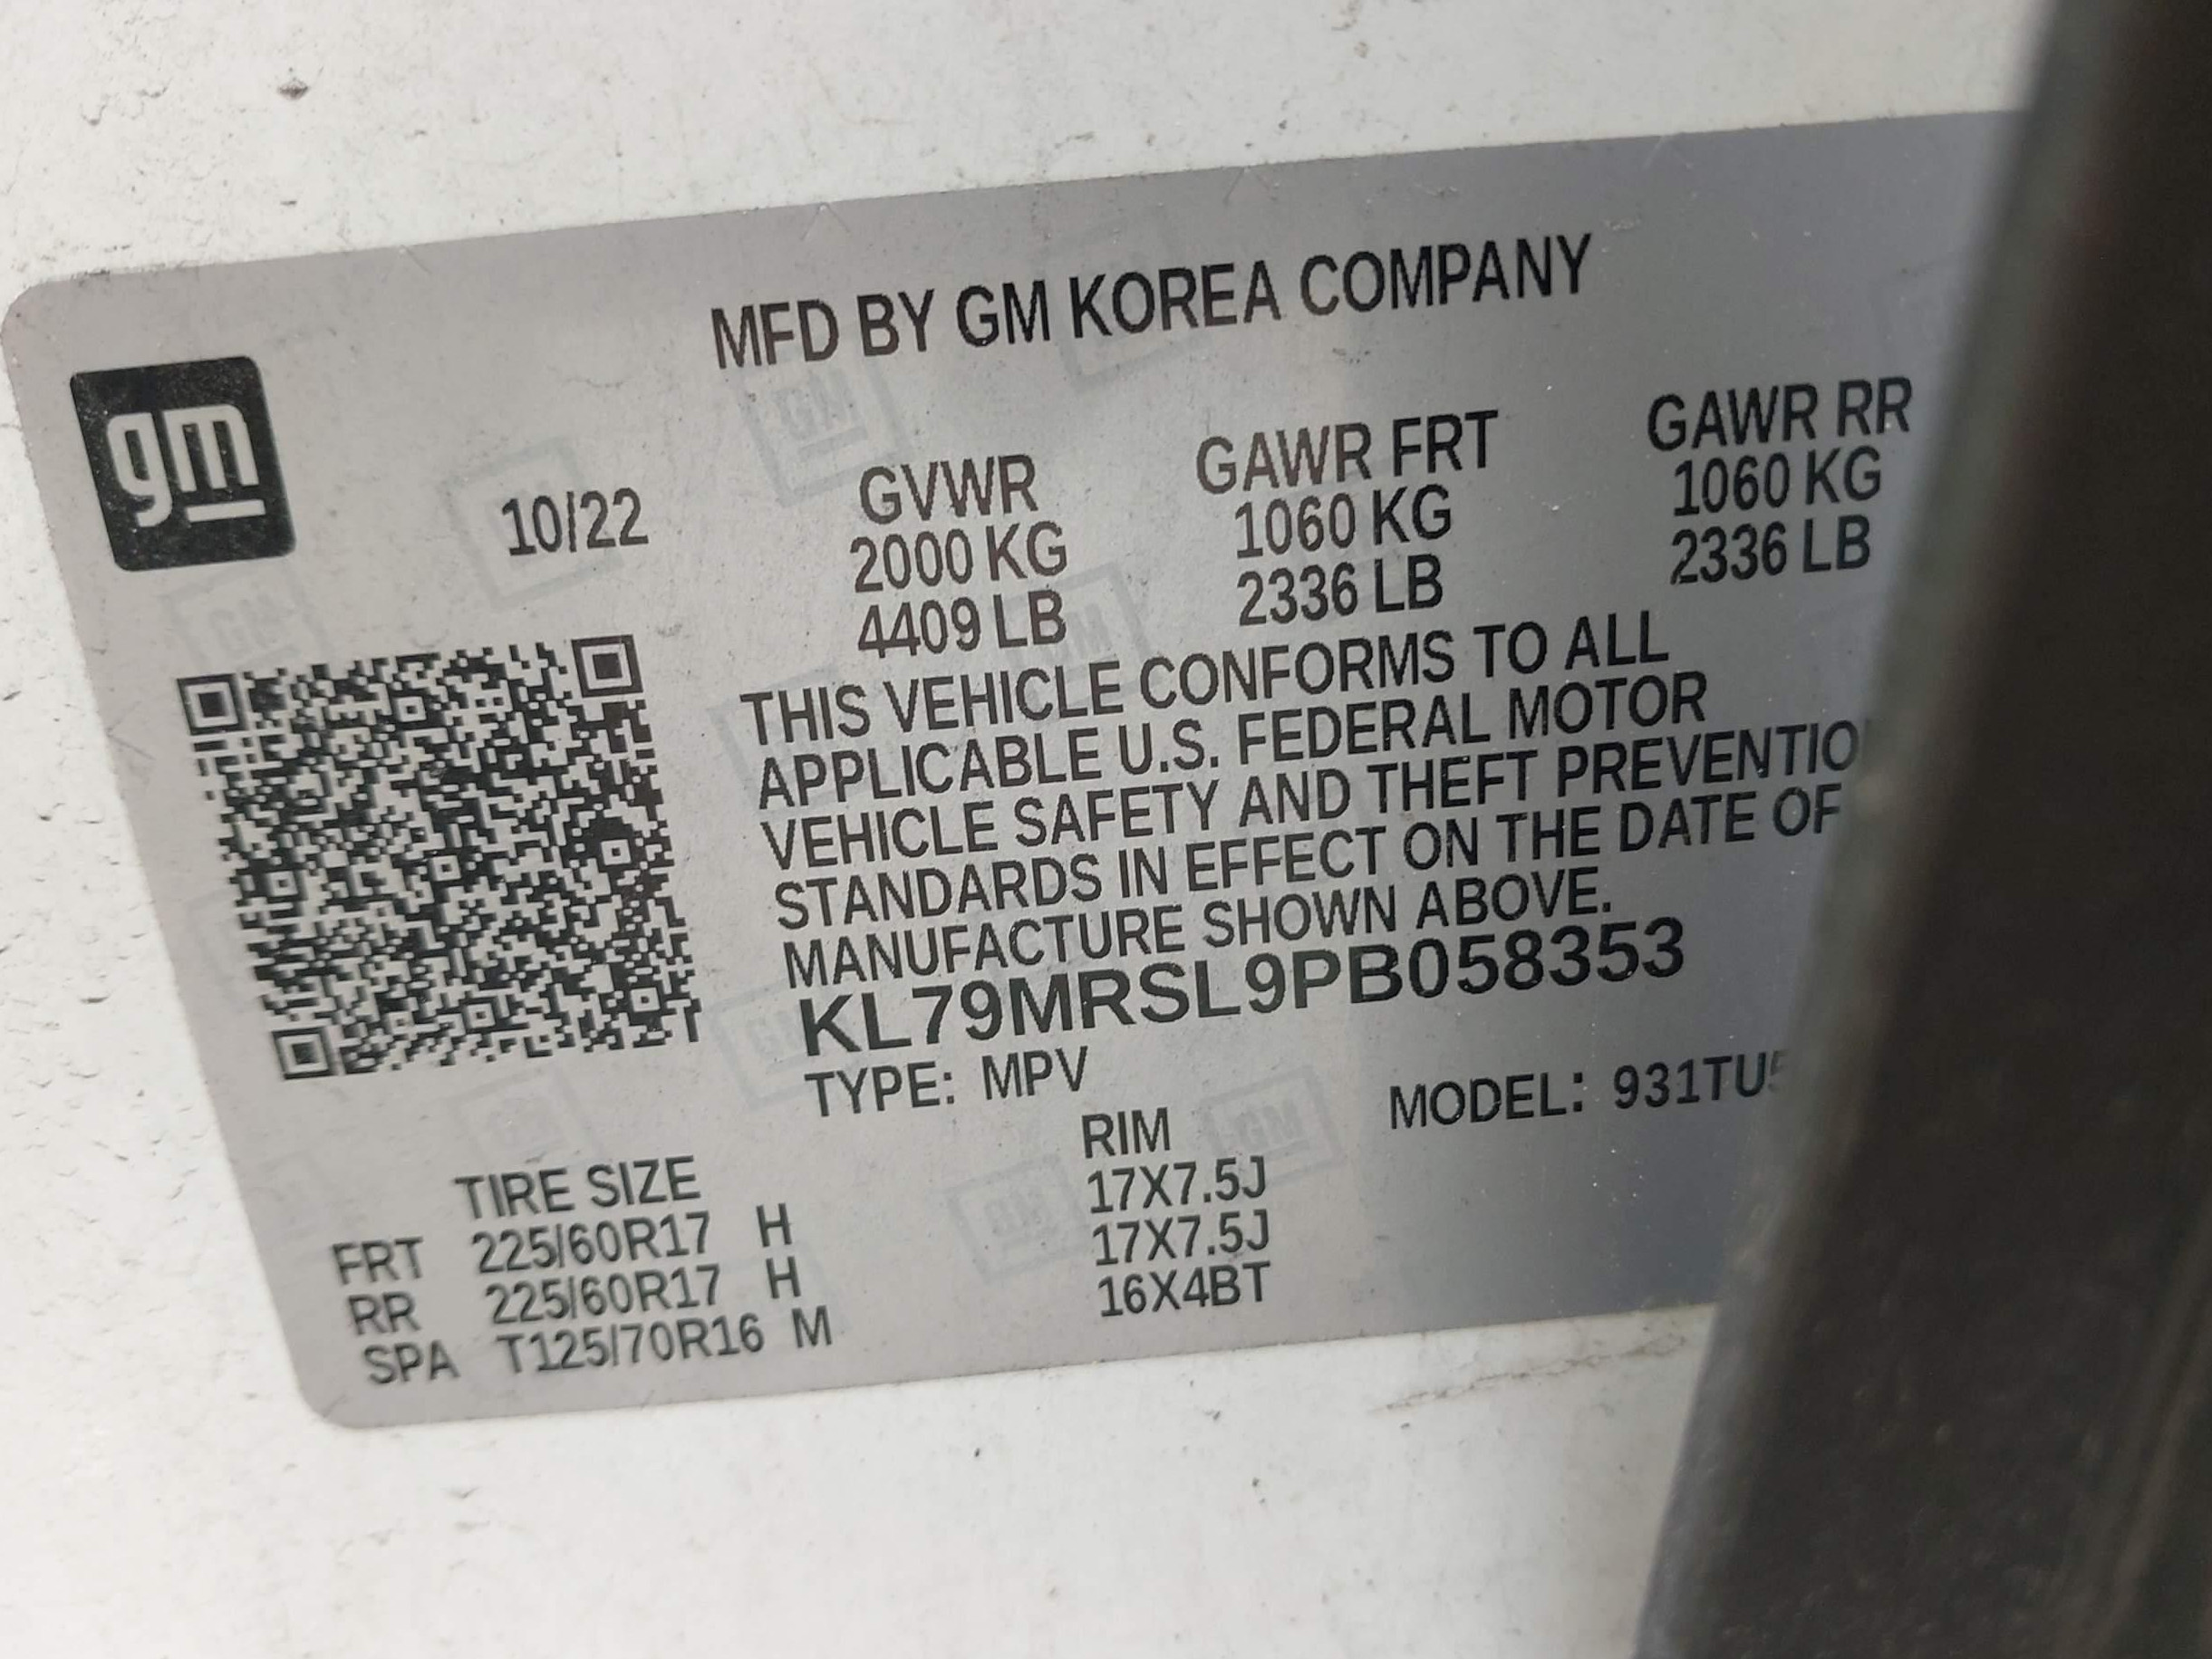 MFD BY GM KOREA COMPANY
gm
10/22
GVWR GAWR FRT GAWR RR
2000 KG 1060 KG 1060 KG
4409 LB 2336 LB 2336 LB
THIS VEHICLE CONFORMS TO ALL
APPLICABLE U.S. FEDERAL MOTOR
VEHICLE SAFETY AND THEFT PREVENTIO
STANDARDS IN EFFECT ON THE DATE OF
MANUFACTURE SHOWN ABOVE.
KL79MRSL9PB058353
TYPE: MPV MODEL: 931TU5
TIRE SIZE RIM
FRT 225/60R17 H 17X7.5J
RR 225/60R17 H 17X7.5J
SPA T125/70R16 M 16X4BT